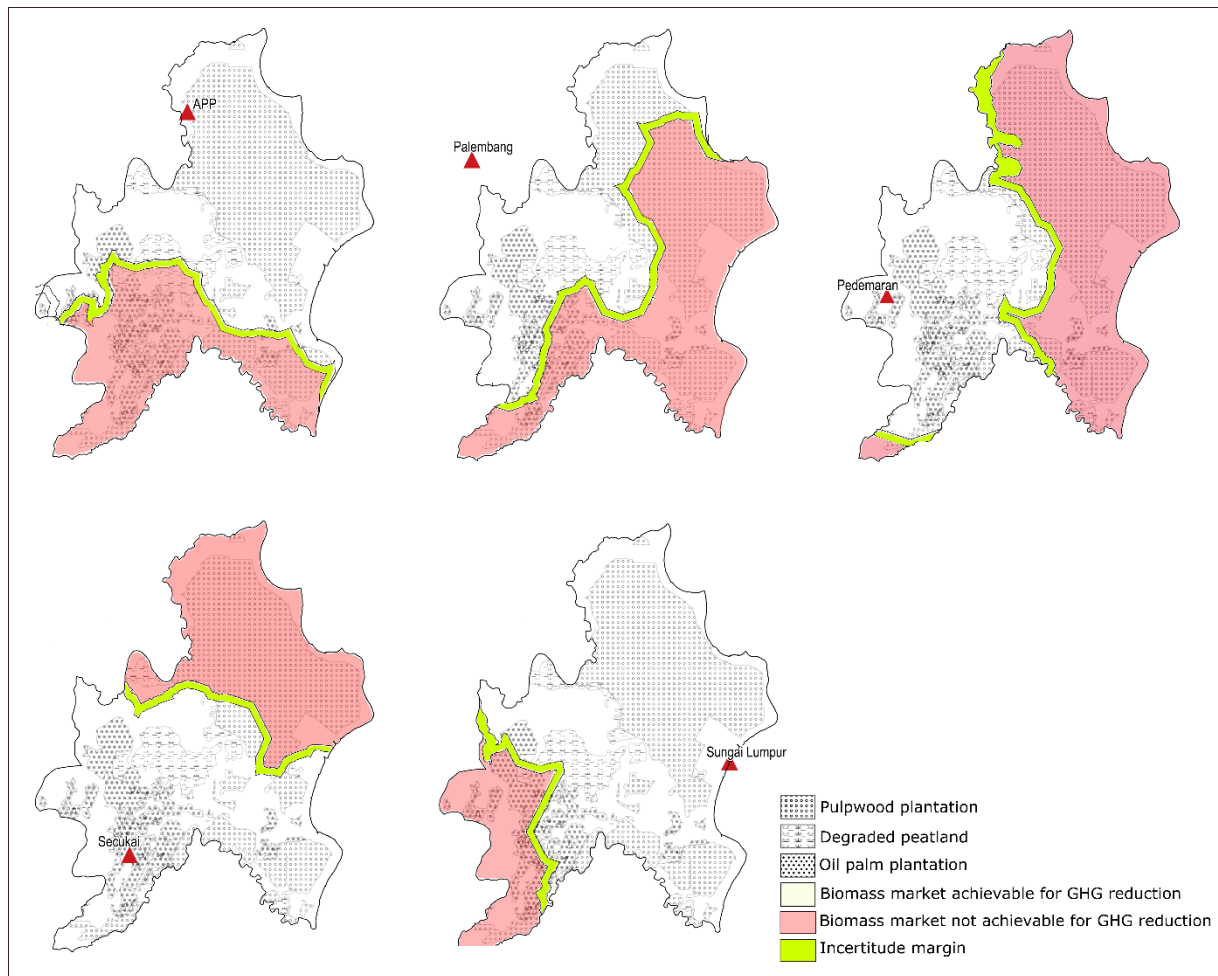 APP
Palembang
Pedemaran
Secukai
Sungai Lumpur
Pulpwood plantation
Degraded peatland
Oil palm plantation
Biomass market achievable for GHG reduction
Biomass market not achievable for GHG reduction
Incertitude margin